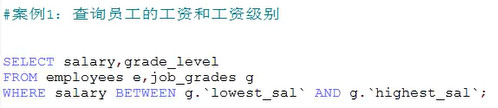 #案例1：查询员工的工资和工资级别
SELECT salary,grade_level
FROM employees e,job_grades g
WHERE salary BETWEEN g.`lowest_sal` AND g.`highest_sal`;